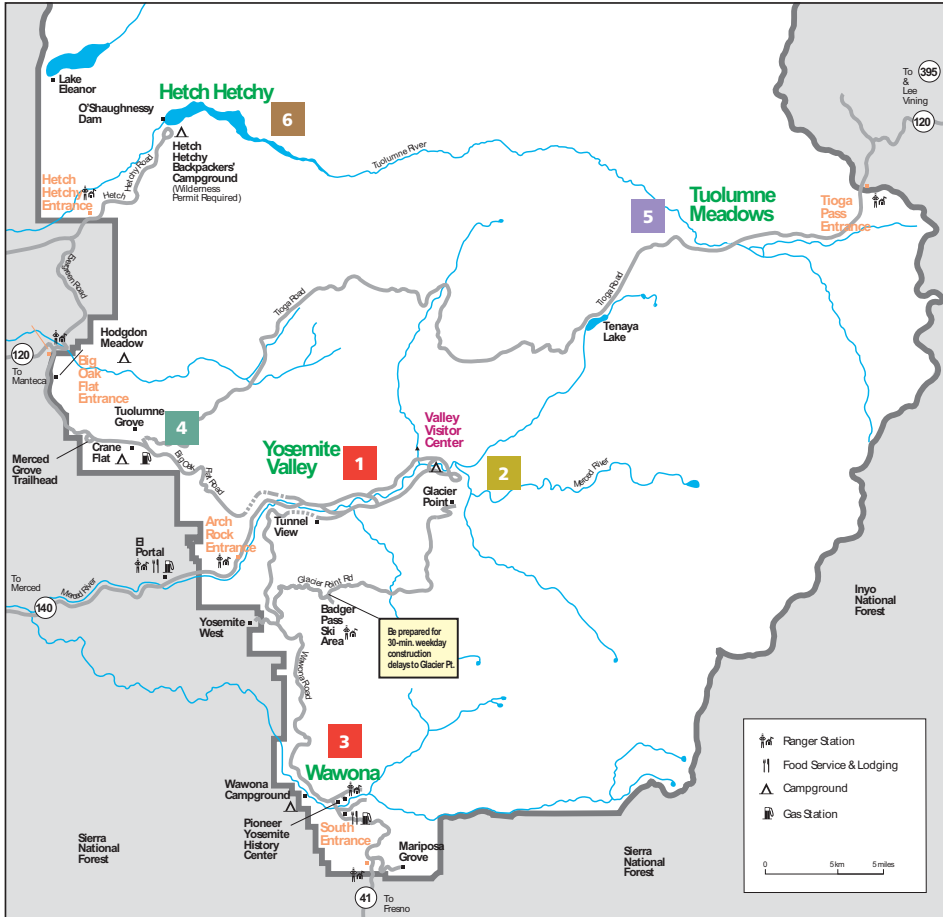 Lake
Eleanor
O'Shaughnessy
Dam
Hetch Hetchy
6
Hetch
Hetchy
Backpackers'
Campground
(Wilderness
Permit Required)
Hetch Hetchy Road
Hetch
Hetchy
Entrance
Tuolumne River
To
&
Lee
Vining
395
120
Tuolumne
Meadows
5
Tioga
Pass
Entrance
Evergreen Road
Tioga Road
Tioga Road
Tenaya
Lake
120
To
Manteca
Hodgdon
Meadow
Big
Oak
Flat
Entrance
Tuolumne
Grove
4
Merced
Grove
Trailhead
Crane
Flat
Big Oak
Flat Road
Yosemite
Valley
1
Valley
Visitor
Center
2
Merced River
Glacier
Point
Arch
Rock
Entrance
Tunnel
View
El
Portal
To
Merced
Merced River
140
Glacier Point Rd
Badger
Pass
Ski
Area
Be prepared for
30-min. weekday
construction
delays to Glacier Pt.
Yosemite
West
Wawona Road
Inyo
National
Forest
3
Wawona
Wawona
Campground
Pioneer
Yosemite
History
Center
South
Entrance
Mariposa
Grove
41
To
Fresno
Sierra
National
Forest
Sierra
National
Forest
Ranger Station
Food Service & Lodging
Campground
Gas Station
0
5 km
5 miles